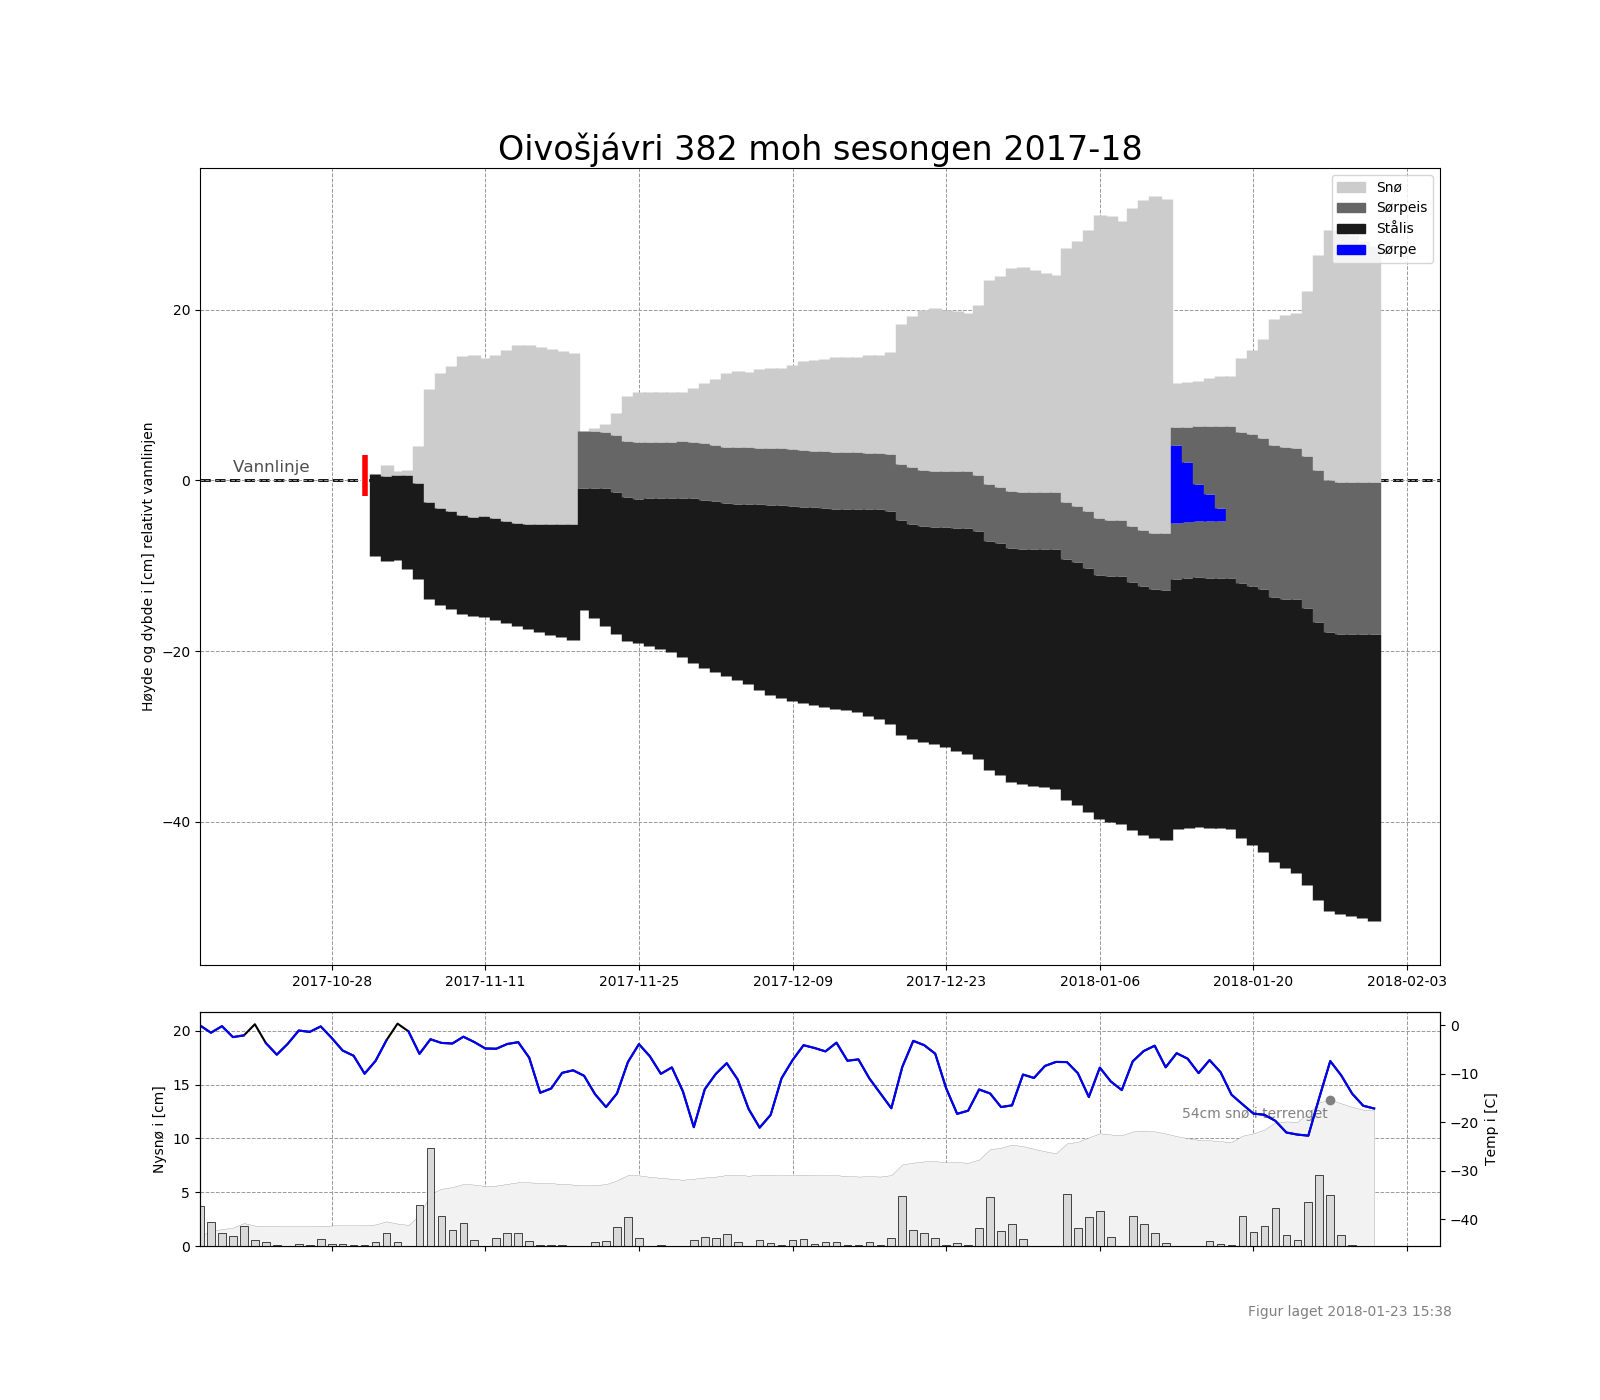 Oivošjávri 382 moh sesongen 2017-18
Snø
Sørpeis
Stålis
Sørpe
Høyde og dybde i [cm] relativt vannlinjen
20
0
−20
−40
Vannlinje
2017-10-28 2017-11-11 2017-11-25 2017-12-09 2017-12-23 2018-01-06 2018-01-20 2018-02-03
Nysnø i [cm]
20
15
10
5
0
54cm snø i terrenget
0
−10
−20
−30
−40
Temp i [C]
Figur laget 2018-01-23 15:38